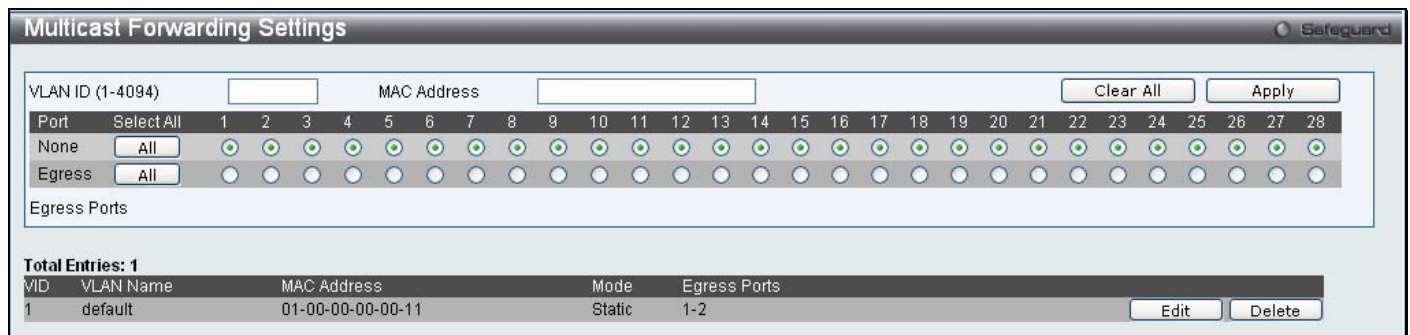 Multicast Forwarding Settings Safeguard
VLAN ID (1-4094) MAC Address Clear All Apply
Port Select All 1 2 3 4 5 6 7 8 9 10 11 12 13 14 15 16 17 18 19 20 21 22 23 24 25 26 27 28
None All
Egress All
Egress Ports
Total Entries: 1
VID VLAN Name MAC Address Mode Egress Ports
1 default 01-00-00-00-00-11 Static 1-2 Edit Delete